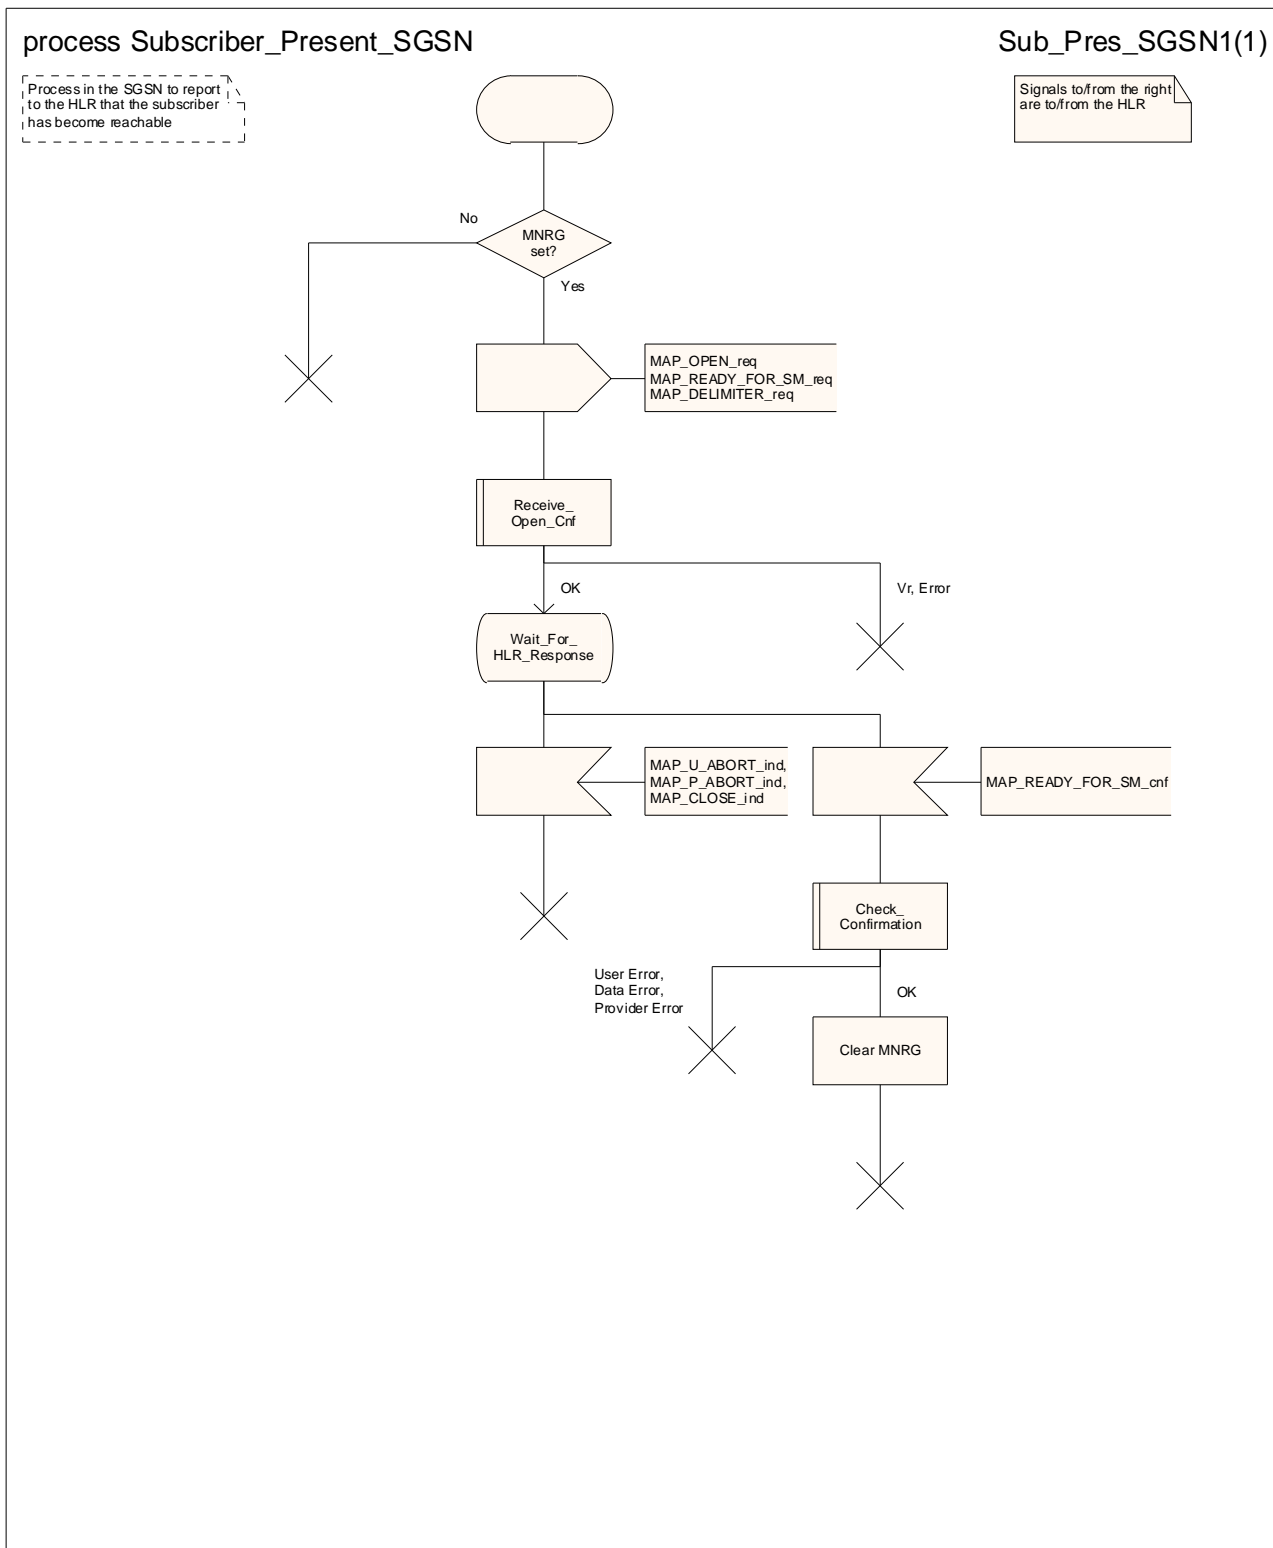 process Subscriber_Present_SGSN
Sub_Pres_SGSN1(1)
Process in the SGSN to report
to the HLR that the subscriber
has become reachable
Signals to/from the right
are to/from the HLR
No
MNRG
set?
Yes
MAP_OPEN_req
MAP_READY_FOR_SM_req
MAP_DELIMITER_req
Receive_
Open_Cnf
OK
Vr, Error
Wait_For_
HLR_Response
MAP_U_ABORT_ind,
MAP_P_ABORT_ind,
MAP_CLOSE_ind
MAP_READY_FOR_SM_cnf
Check_
Confirmation
User Error,
Data Error,
Provider Error
OK
Clear MNRG